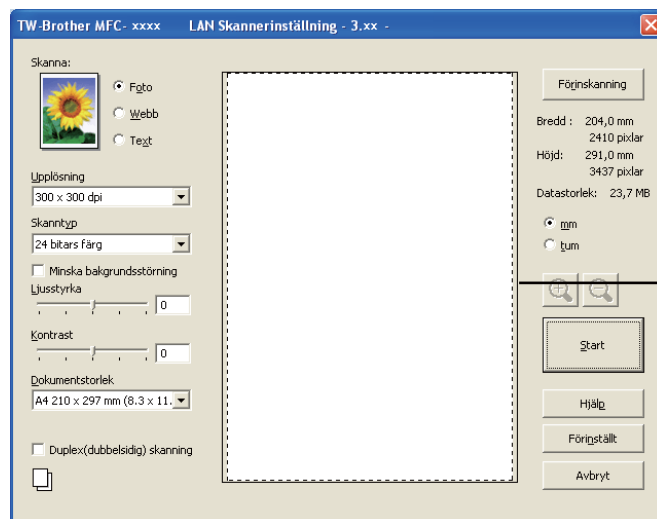 TW-Brother MFC- xxxx LAN Skannerinställning - 3.xx -
Skanna:
Foto
Webb
Text
Upplösning
300 x 300 dpi
Skanntyp
24 bitars färg
Minska bakgrundsstörning
Ljusstyrka
0
Kontrast
0
Dokumentstorlek
A4 210 x 297 mm (8.3 x 11.
Duplex(dubbelsidig) skanning
Förinskanning
Bredd : 204,0 mm
2410 pixlar
Höjd: 291,0 mm
3437 pixlar
Datastorlek: 23,7 MB
mm
tum
Start
Hjälp
Förinställt
Avbryt